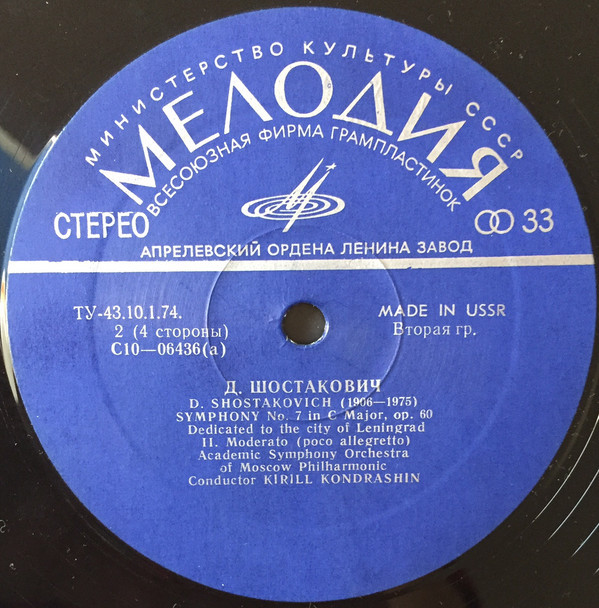 МИНИСТЕРСТВО КУЛЬТУРЫ СССР
МЕЛОДИЯ
ВСЕСОЮЗНАЯ ФИРМА ГРАМПЛАСТИНОК
СТЕРЕО
33
АПРЕЛЕВСКИЙ ОРДЕНА ЛЕНИНА ЗАВОД
ТУ-43.10.1.74.
2 (4 стороны)
С10—06436(а)
MADE IN USSR
Вторая гр.
Д. ШОСТАКОВИЧ
D. SHOSTAKOVICH (1906—1975)
SYMPHONY No. 7 in C Major, op. 60
Dedicated to the city of Leningrad
II. Moderato (poco allegretto)
Academic Symphony Orchestra
of Moscow Philharmonic
Conductor KIRILL KONDRASHIN